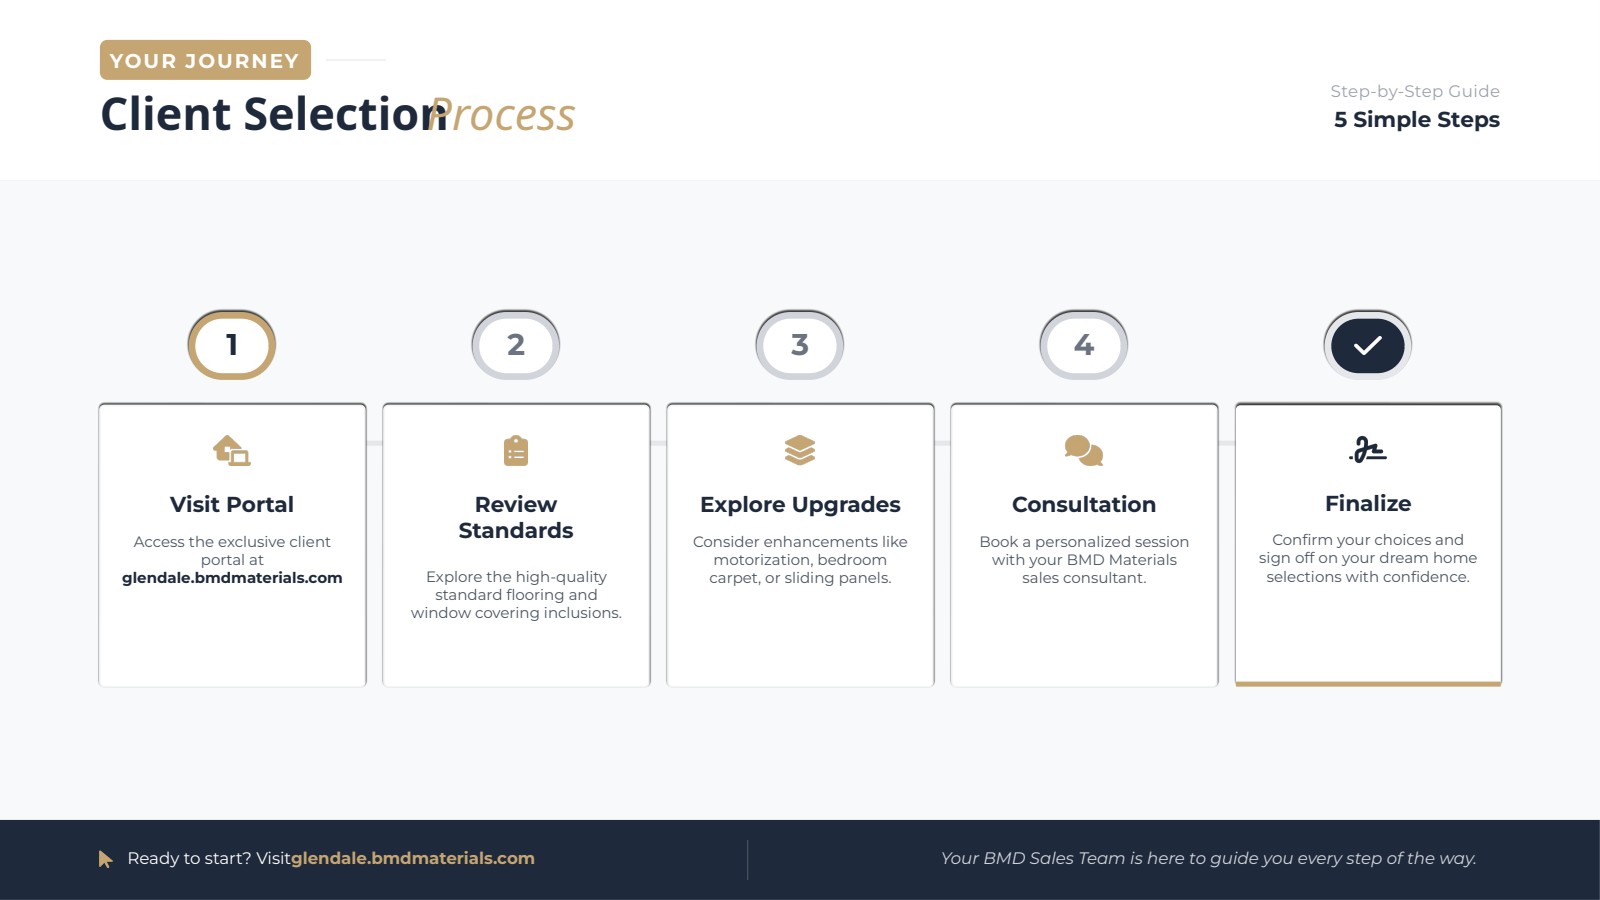 YOUR JOURNEY
Client Selection Process
Step-by-Step Guide
5 Simple Steps
1
2
3
4
Visit Portal
Access the exclusive client
portal at
glendale.bmdmaterials.com
Review
Standards
Explore the high-quality
standard flooring and
window covering inclusions.
Explore Upgrades
Consider enhancements like
motorization, bedroom
carpet, or sliding panels.
Consultation
Book a personalized session
with your BMD Materials
sales consultant.
Finalize
Confirm your choices and
sign off on your dream home
selections with confidence.
Ready to start? Visit glendale.bmdmaterials.com
Your BMD Sales Team is here to guide you every step of the way.